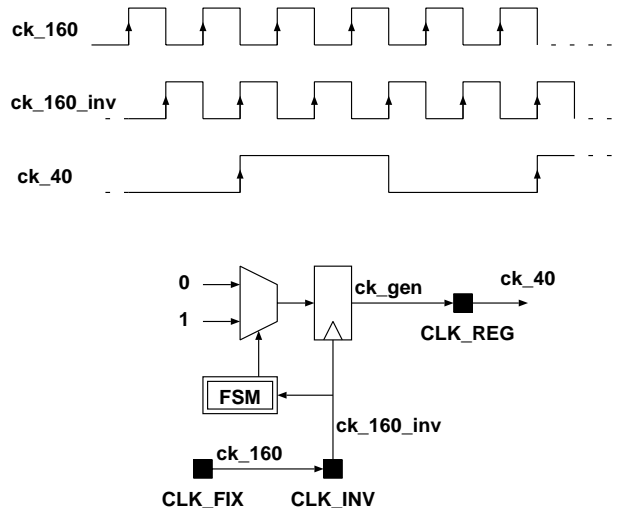 ck_160
ck_160_inv
ck_40
0
1
ck_gen
ck_40
CLK_REG
FSM
ck_160_inv
ck_160
CLK_FIX
CLK_INV